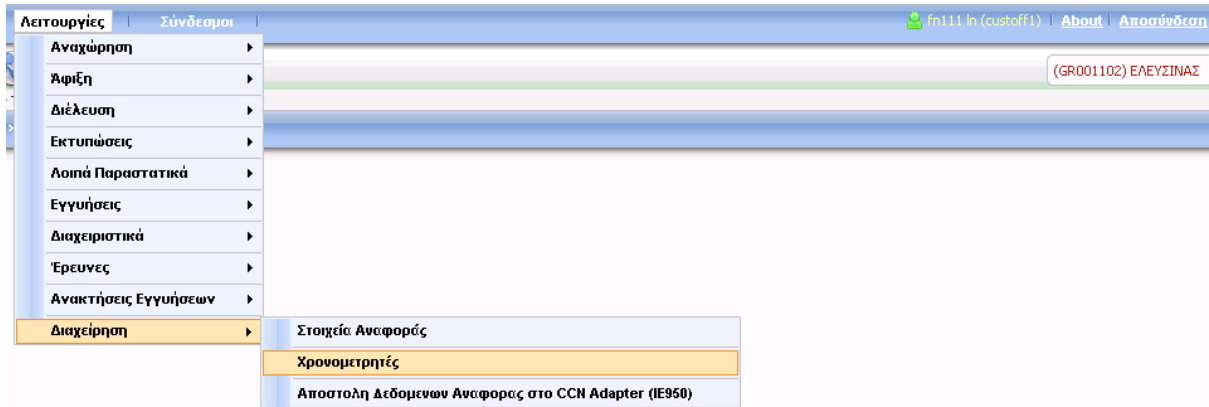 Λειτουργίες | Σύνδεσμοι | fn111 ln (custoff1) | About | Αποσύνδεση
Αναχώρηση
Άφιξη
(GR001102) ΕΛΕΥΣΙΝΑΣ
Διέλευση
Εκτυπώσεις
Λοιπά Παραστατικά
Εγγυήσεις
Διαχειριστικά
Έρευνες
Ανακτήσεις Εγγυήσεων
Διαχείρηση
Στοιχεία Αναφοράς
Χρονομετρητές
Αποστολη Δεδομενων Αναφορας στο CCN Adapter (IE950)